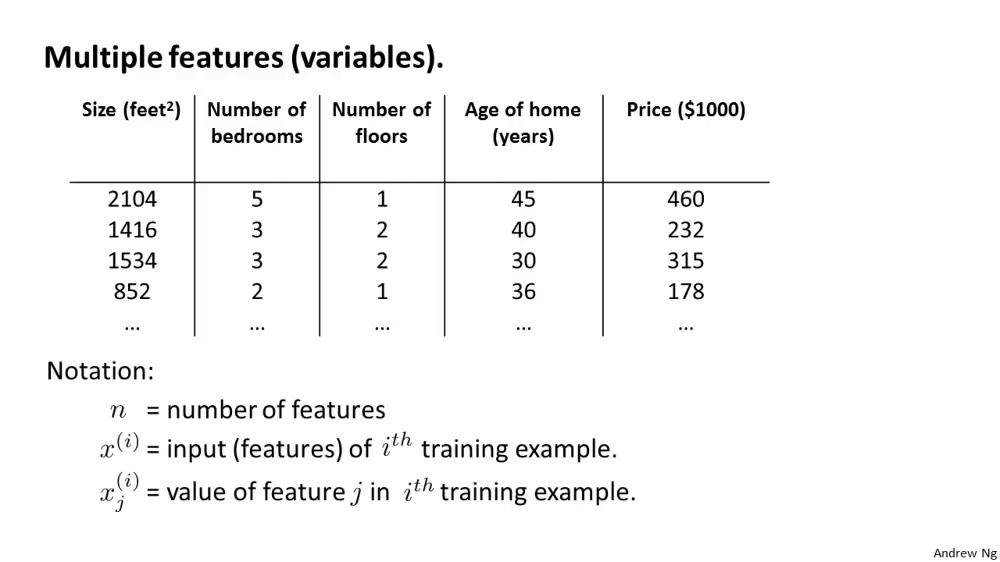 Multiple features (variables).
Size (feet²) Number of bedrooms Number of floors Age of home (years) Price ($1000)
2104 5 1 45 460
1416 3 2 40 232
1534 3 2 30 315
852 2 1 36 178
... ... ... ... ...
Notation:
n = number of features
x^{(i)} = input (features) of i^{th} training example.
x_j^{(i)} = value of feature j in i^{th} training example.
Andrew Ng